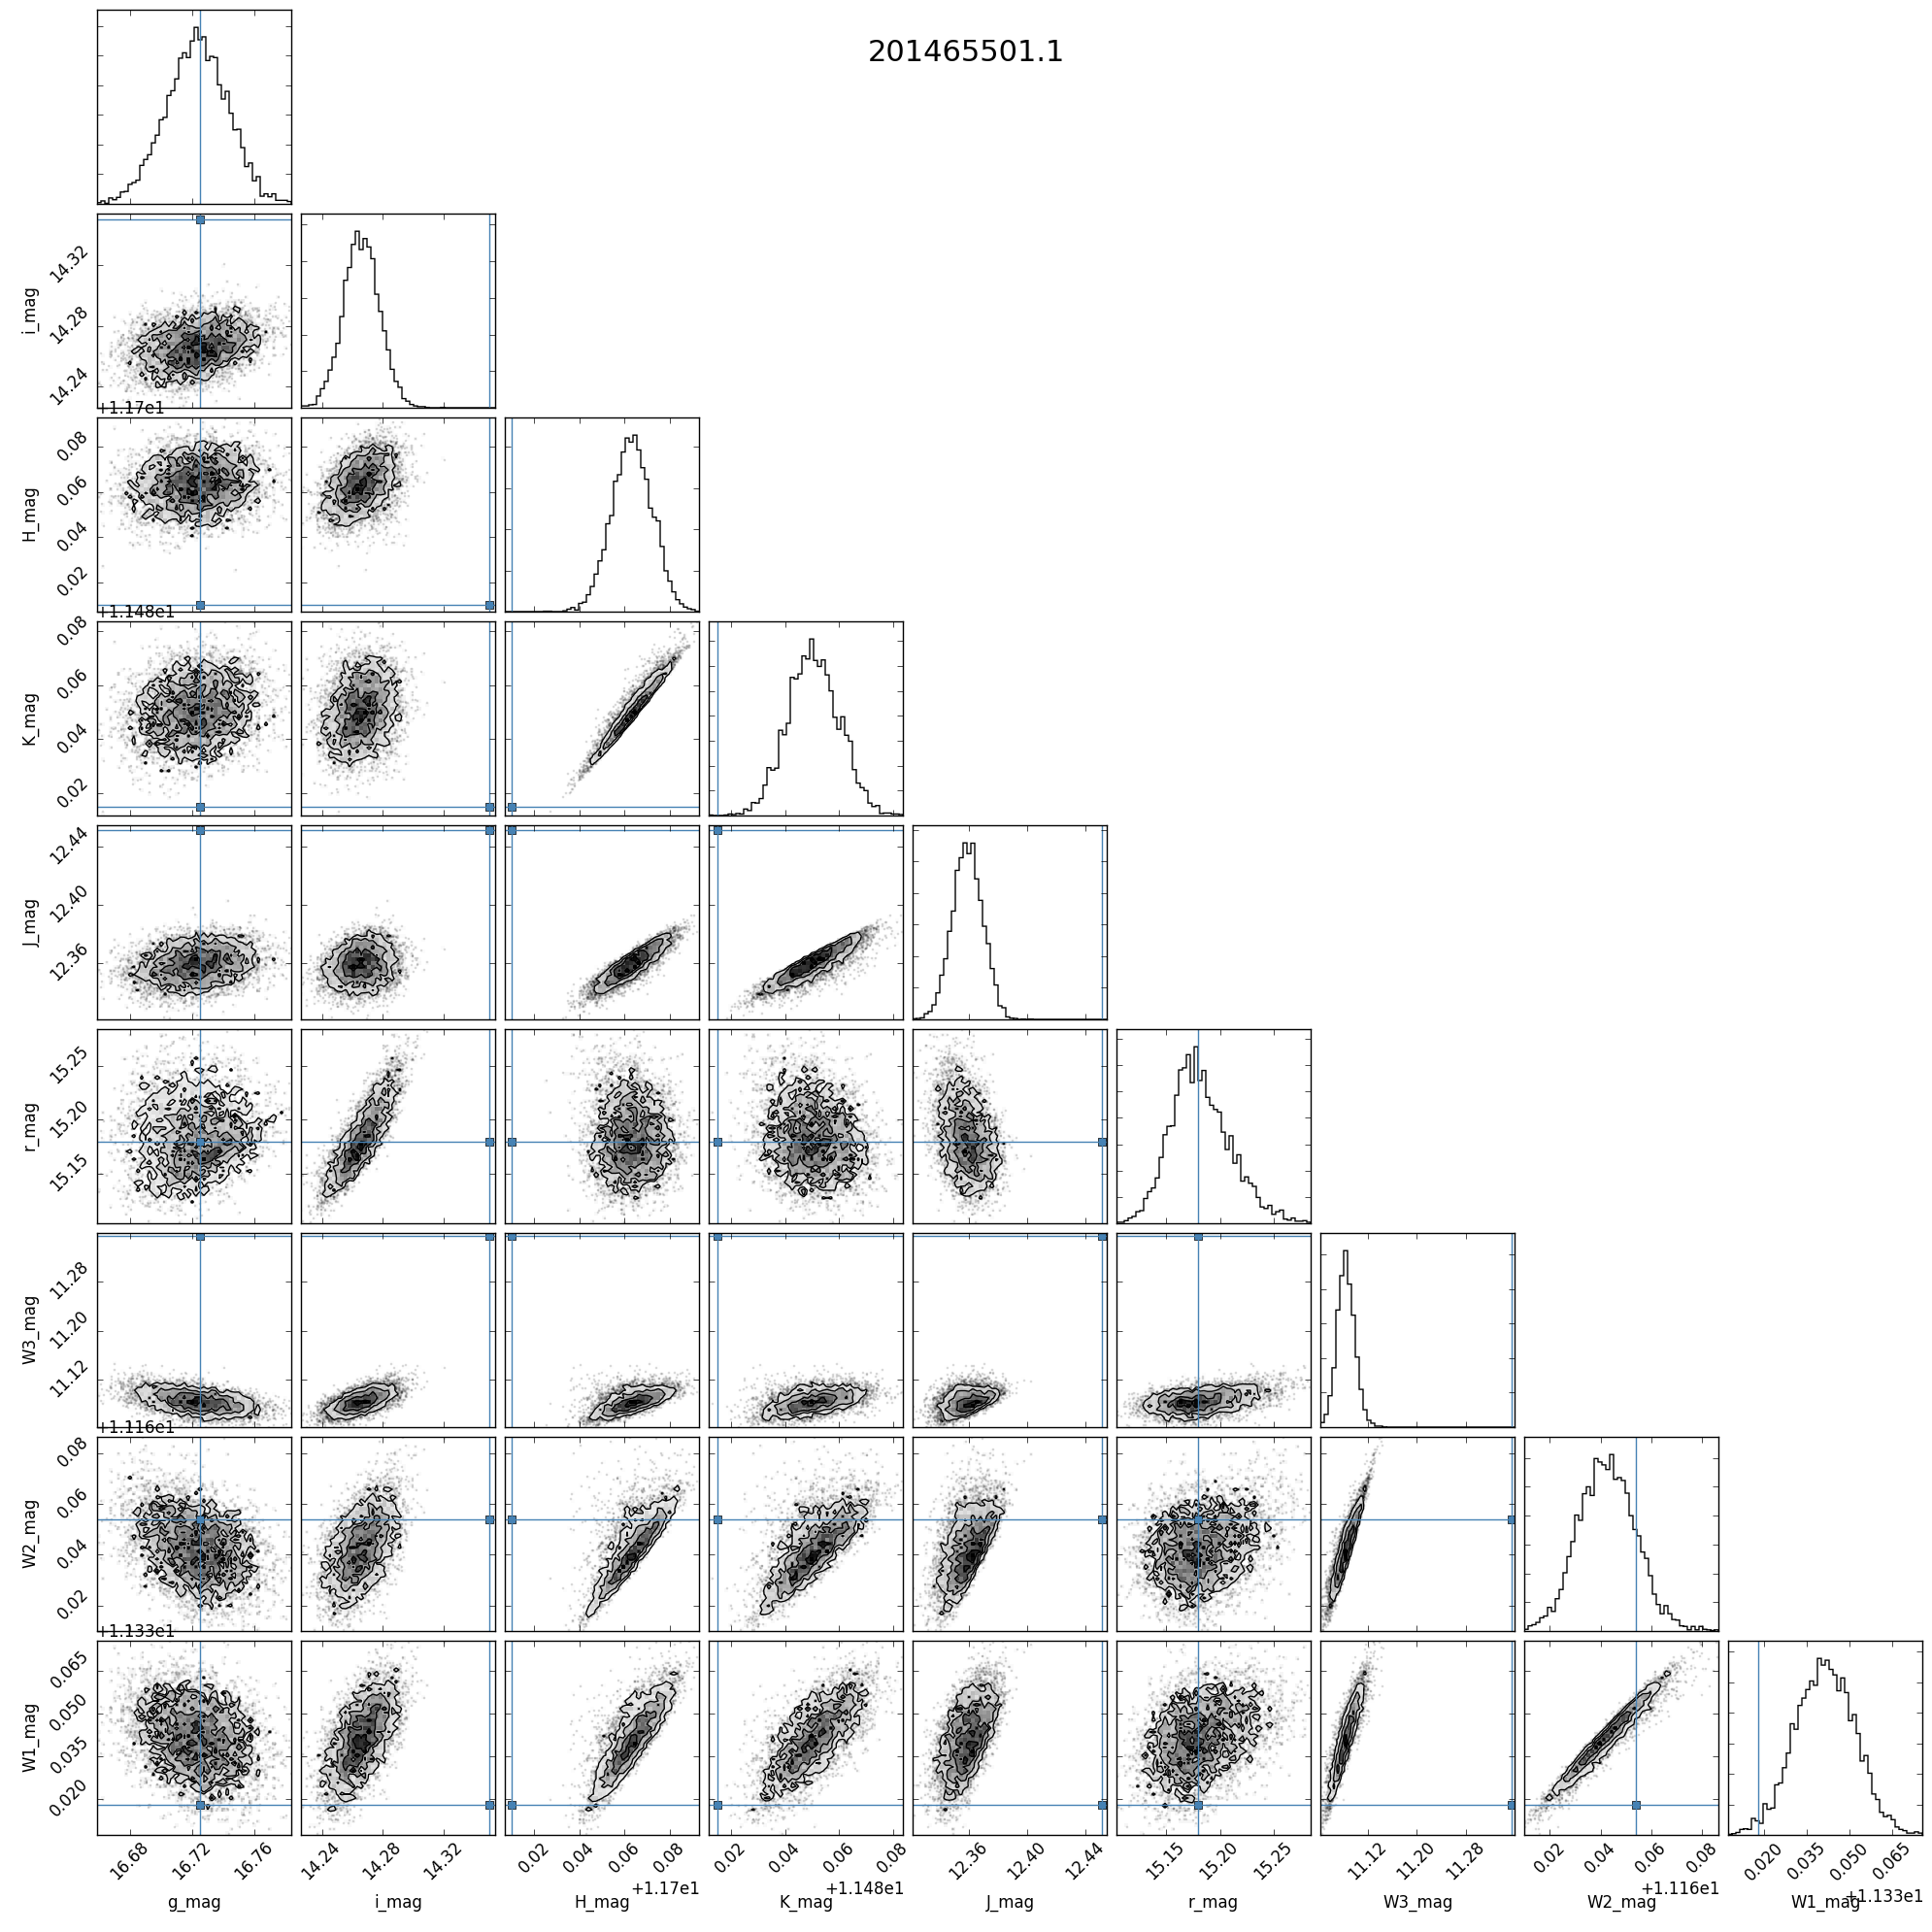 201465501.1
i_mag
14.32
14.28
14.24
+1.17e1
H_mag
0.08
0.06
0.04
0.02
+1.148e1
K_mag
0.08
0.06
0.04
0.02
J_mag
12.44
12.40
12.36
r_mag
15.25
15.20
15.15
W3_mag
11.28
11.20
11.12
+1.116e1
W2_mag
0.08
0.06
0.04
0.02
+1.133e1
W1_mag
0.065
0.050
0.035
0.020
16.68 16.72 16.76 14.24 14.28 14.32 0.02 0.04 0.06 0.08 0.02 0.04 0.06 0.08 12.36 12.40 12.44 15.15 15.20 15.25 11.12 11.20 11.28 0.02 0.04 0.06 0.08 0.020 0.035 0.050 0.065
+1.17e1 +1.148e1 +1.116e1 +1.133e1
g_mag i_mag H_mag K_mag J_mag r_mag W3_mag W2_mag W1_mag